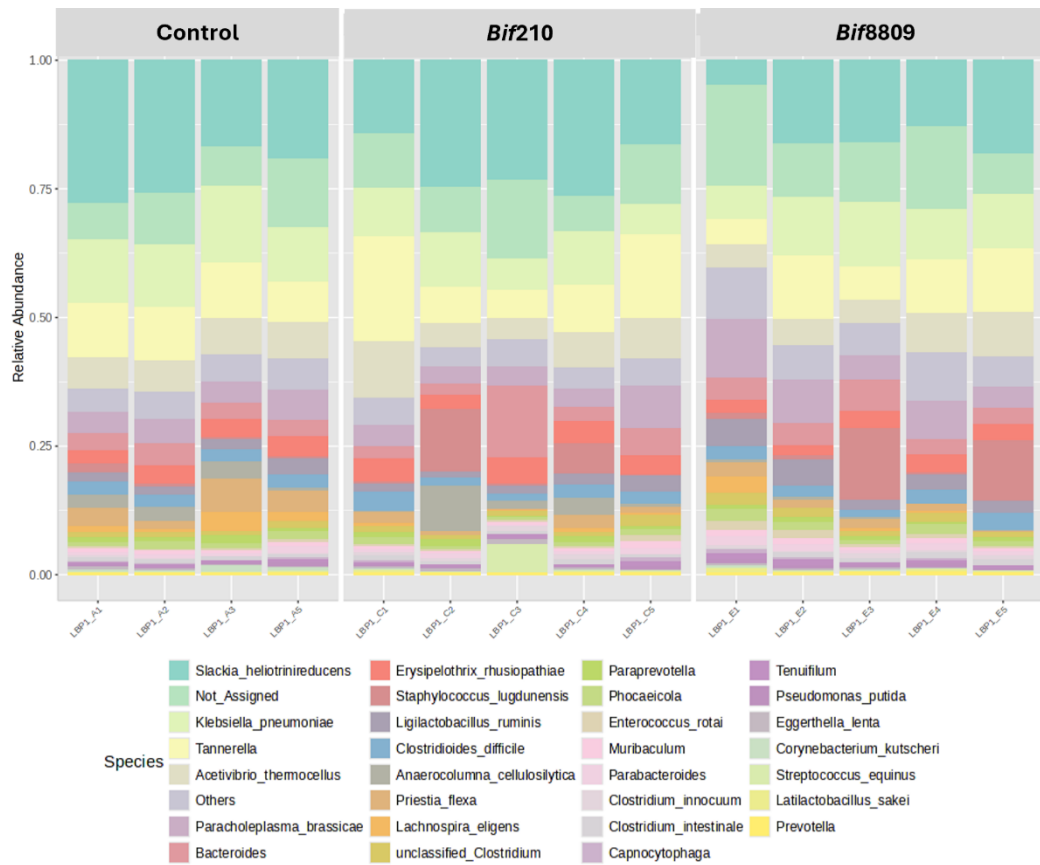 Control Bif210 Bif8809
1.00
0.75
0.50
0.25
0.00
Relative Abundance
LBP1_A1 LBP1_A2 LBP1_A3 LBP1_A5 LBP1_C1 LBP1_C2 LBP1_C3 LBP1_C4 LBP1_C5 LBP1_E1 LBP1_E2 LBP1_E3 LBP1_E4 LBP1_E5
Species
Slackia_heliotrinireducens
Not_Assigned
Klebsiella_pneumoniae
Tannerella
Acetivibrio_thermocellus
Others
Paracholeplasma_brassicae
Bacteroides
Erysipelothrix_rhusiopathiae
Staphylococcus_lugdunensis
Ligilactobacillus_ruminis
Clostridioides_difficile
Anaerocolumna_cellulosilytica
Priestia_flexa
Lachnospira_eligens
unclassified_Clostridium
Paraprevotella
Phocaeicola
Enterococcus_rotai
Muribaculum
Parabacteroides
Clostridium_innocuum
Clostridium_intestinale
Capnocytophaga
Tenuifilum
Pseudomonas_putida
Eggerthella_lenta
Corynebacterium_kutscheri
Streptococcus_equinus
Latilactobacillus_sakei
Prevotella